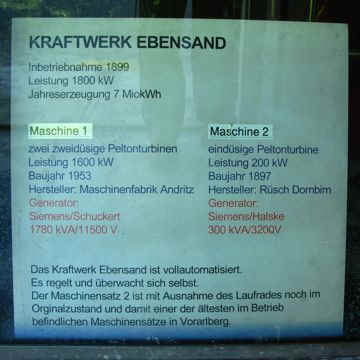 KRAFTWERK EBENSAND
Inbetriebnahme 1899
Leistung 1800 kW
Jahreserzeugung 7 MiokWh
Maschine 1
zwei zweidüsige Peltonturbinen
Leistung 1600 kW
Baujahr 1953
Hersteller: Maschinenfabrik Andritz
Generator:
Siemens/Schuckert
1780 kVA/11500 V
Maschine 2
eindüsige Peltonturbine
Leistung 200 kW
Baujahr 1897
Hersteller: Rüsch Dornbirn
Generator:
Siemens/Halske
300 kVA/3200V
Das Kraftwerk Ebensand ist vollautomatisiert.
Es regelt und überwacht sich selbst.
Der Maschinensatz 2 ist mit Ausnahme des Laufrades noch im
Orginalzustand und damit einer der ältesten im Betrieb
befindlichen Maschinensätze in Vorarlberg.